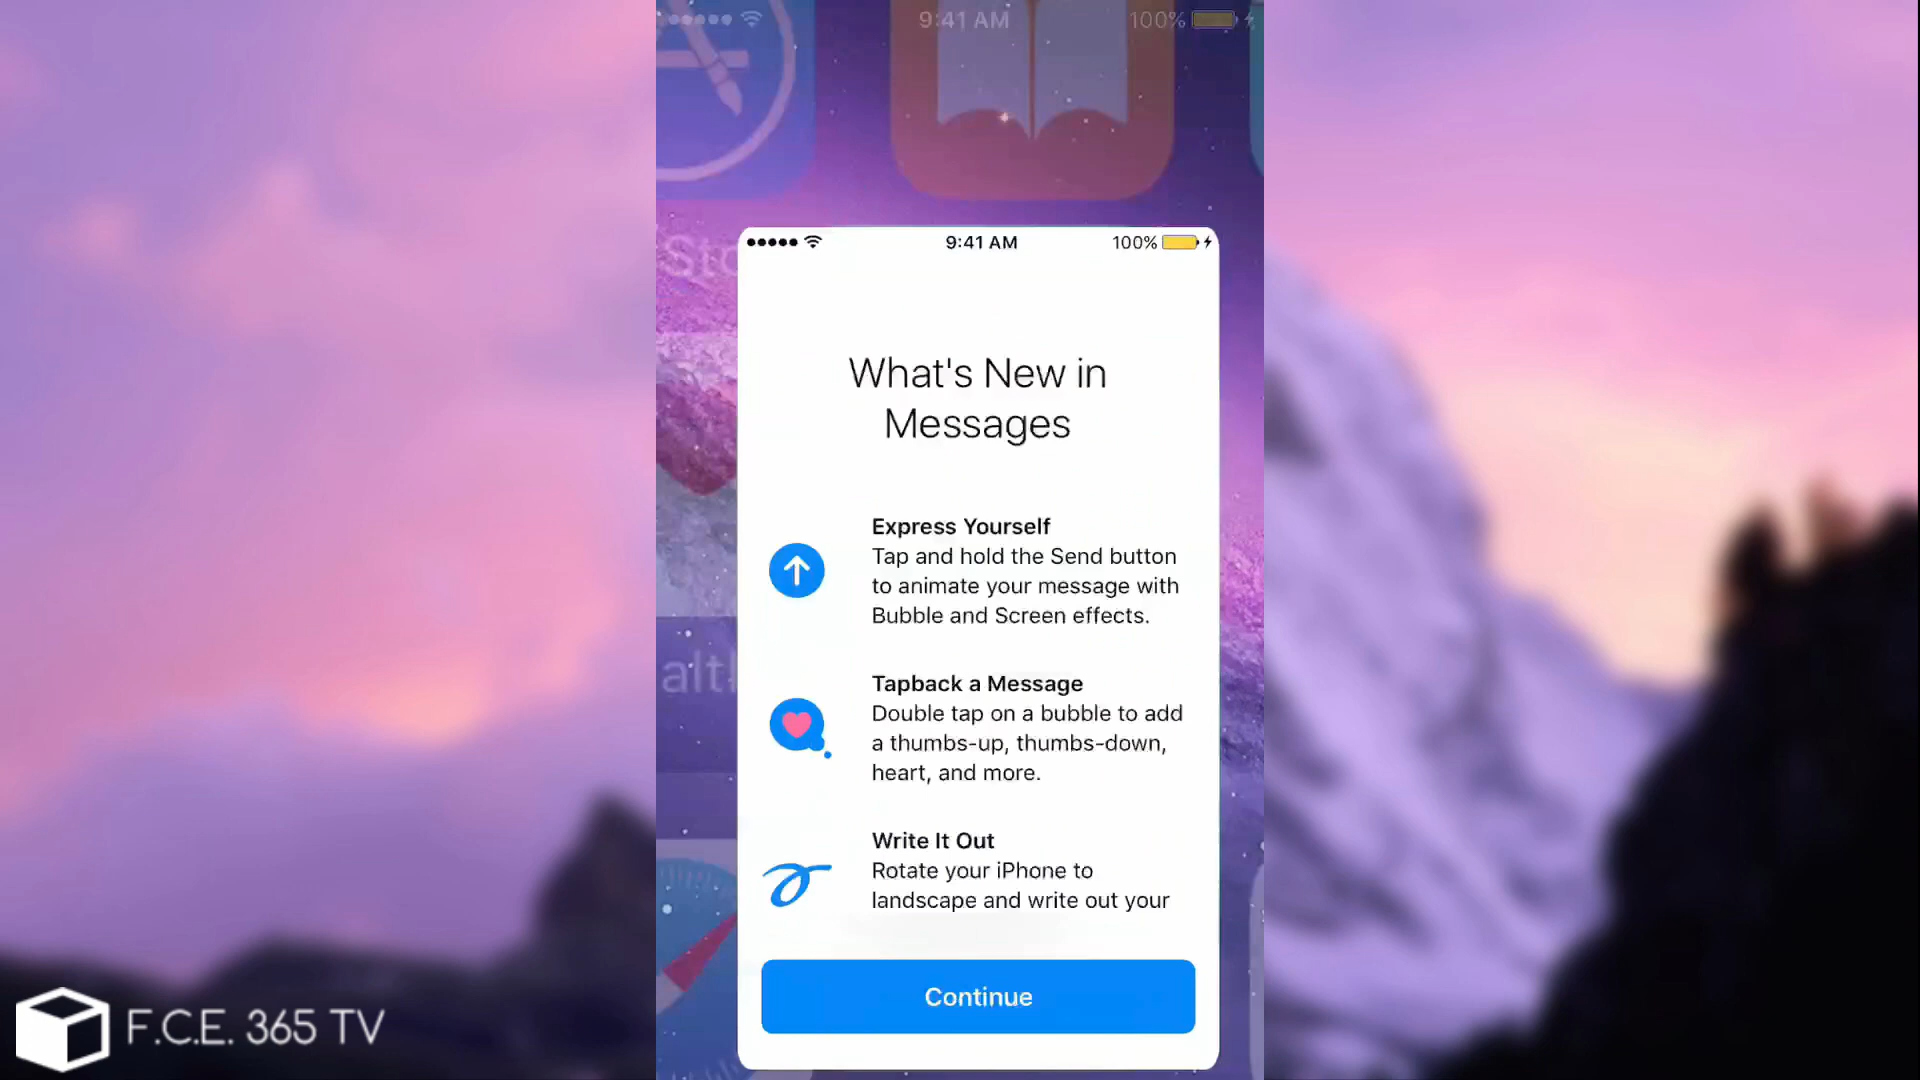 9:41 AM
100%
9:41 AM
100%
What's New in
Messages
Express Yourself
Tap and hold the Send button
to animate your message with
Bubble and Screen effects.
Tapback a Message
Double tap on a bubble to add
a thumbs-up, thumbs-down,
heart, and more.
Write It Out
Rotate your iPhone to
landscape and write out your
Continue
F.C.E. 365 TV